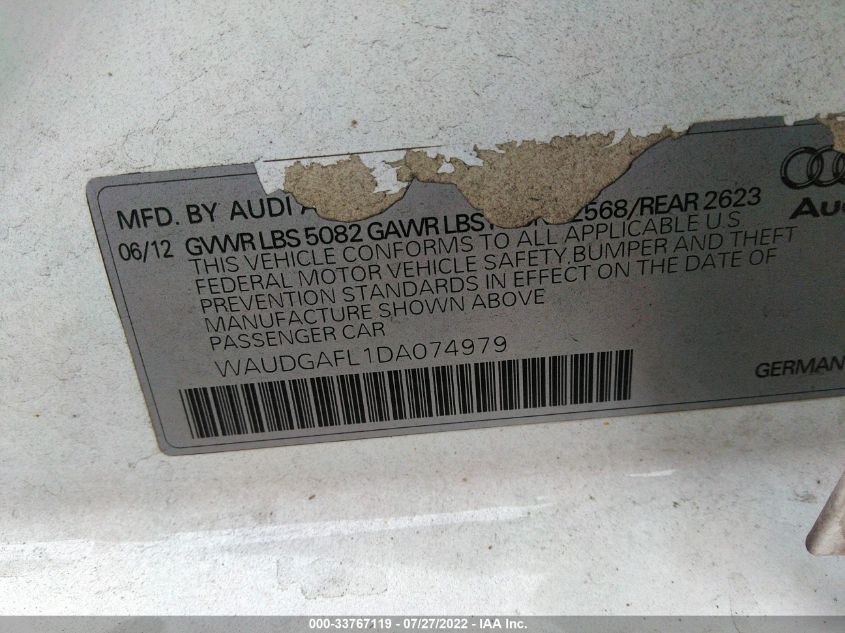 MFD. BY AUDI A
06/12 GVWR LBS 5082 GAWR LBS 2568/REAR 2623
THIS VEHICLE CONFORMS TO ALL APPLICABLE U.S
FEDERAL MOTOR VEHICLE SAFETY,BUMPER AND THEFT
PREVENTION STANDARDS IN EFFECT ON THE DATE OF
MANUFACTURE SHOWN ABOVE
PASSENGER CAR
WAUDGAFL1DA074979
Au
GERMAN
000-33767119 / 07/27/2022 - IAA Inc.